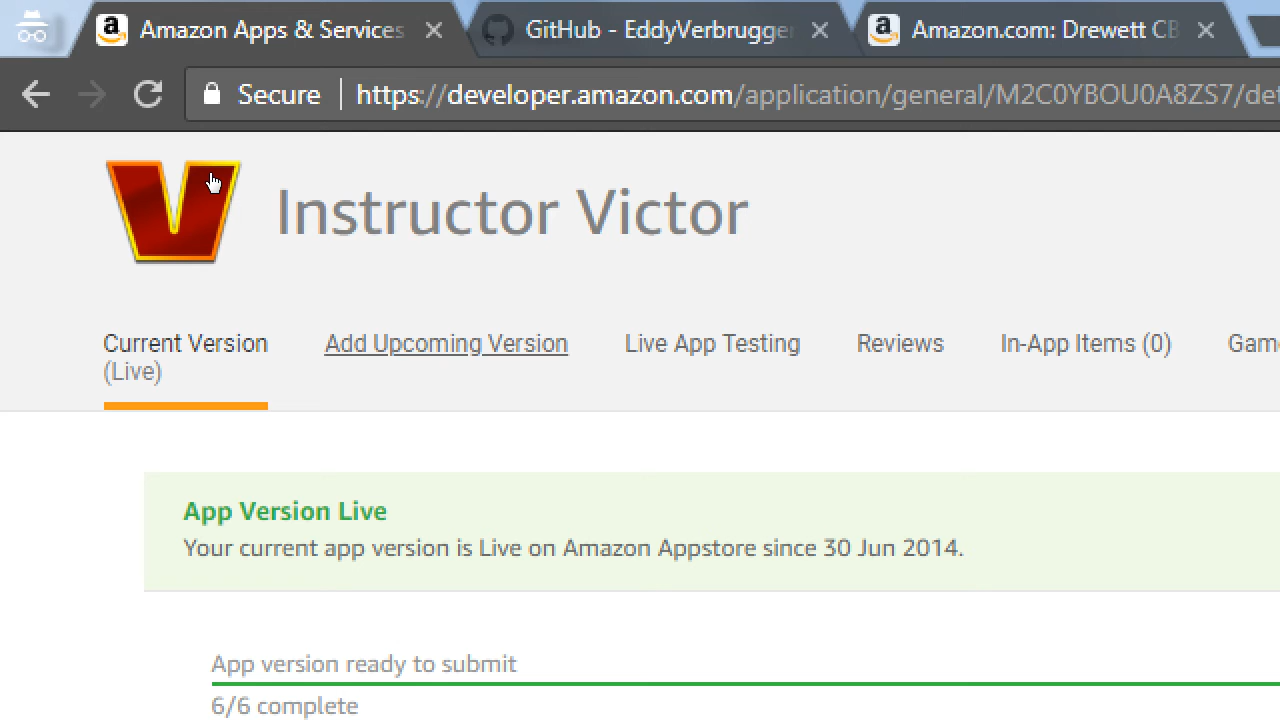 Amazon Apps & Services
GitHub - EddyVerbrugge
Amazon.com: Drewett CB
Secure
https://developer.amazon.com/application/general/M2C0YBOU0A8ZS7/det
V
Instructor Victor
Current Version
(Live)
Add Upcoming Version
Live App Testing
Reviews
In-App Items (0)
Game
App Version Live
Your current app version is Live on Amazon Appstore since 30 Jun 2014.
App version ready to submit
6/6 complete